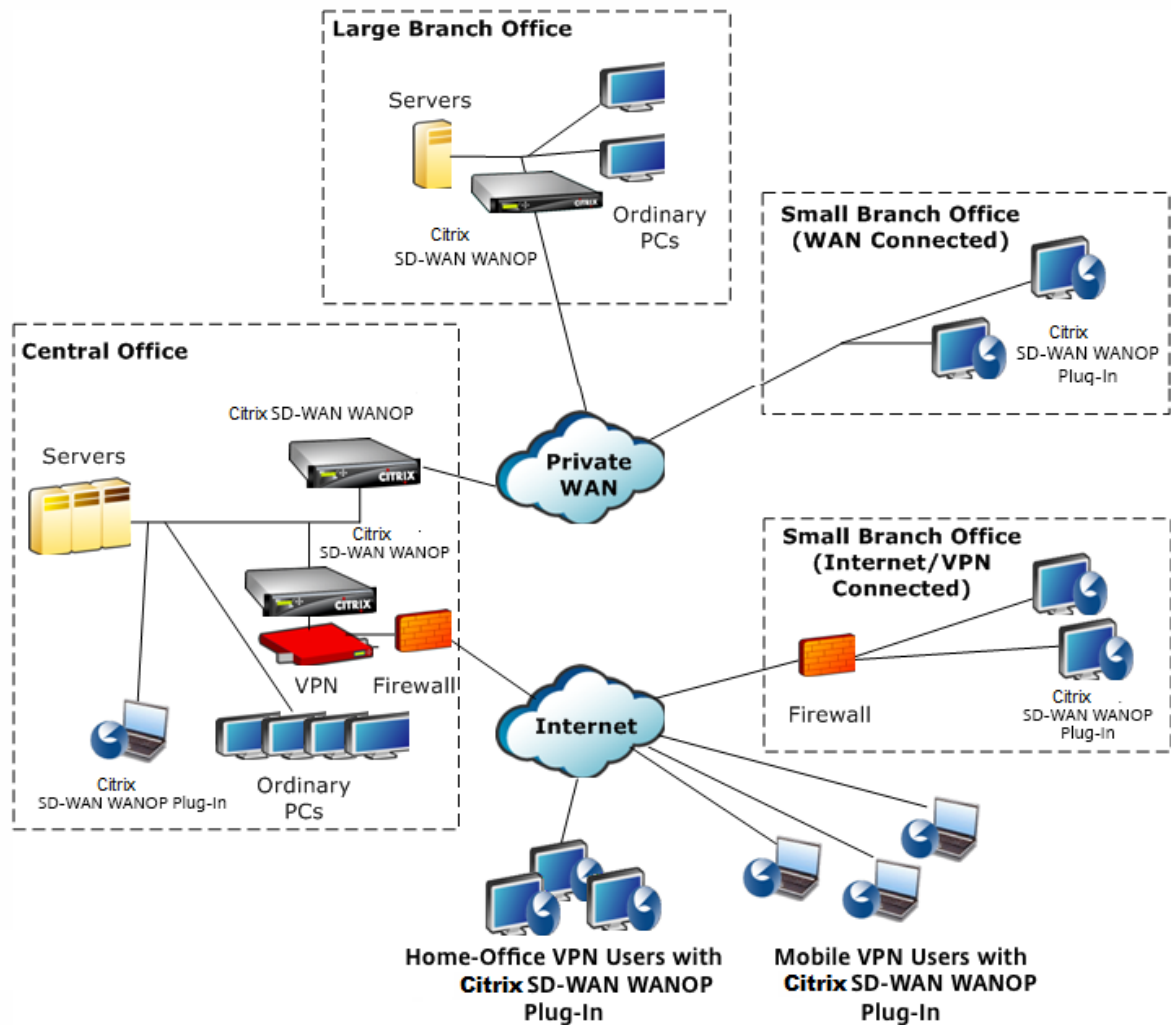 Large Branch Office
Servers
CITRIX
Ordinary
PCs
Citrix
SD-WAN WANOP
Small Branch Office
(WAN Connected)
Citrix
SD-WAN WANOP
Plug-In
Central Office
Citrix SD-WAN WANOP
Servers
CITRIX
Citrix
SD-WAN WANOP
CITRIX
VPN
Firewall
Citrix
SD-WAN WANOP Plug-In
Ordinary
PCs
Private
WAN
Small Branch Office
(Internet/VPN
Connected)
Firewall
Citrix
SD-WAN WANOP
Plug-In
Internet
Home-Office VPN Users with
Citrix SD-WAN WANOP
Plug-In
Mobile VPN Users with
Citrix SD-WAN WANOP
Plug-In